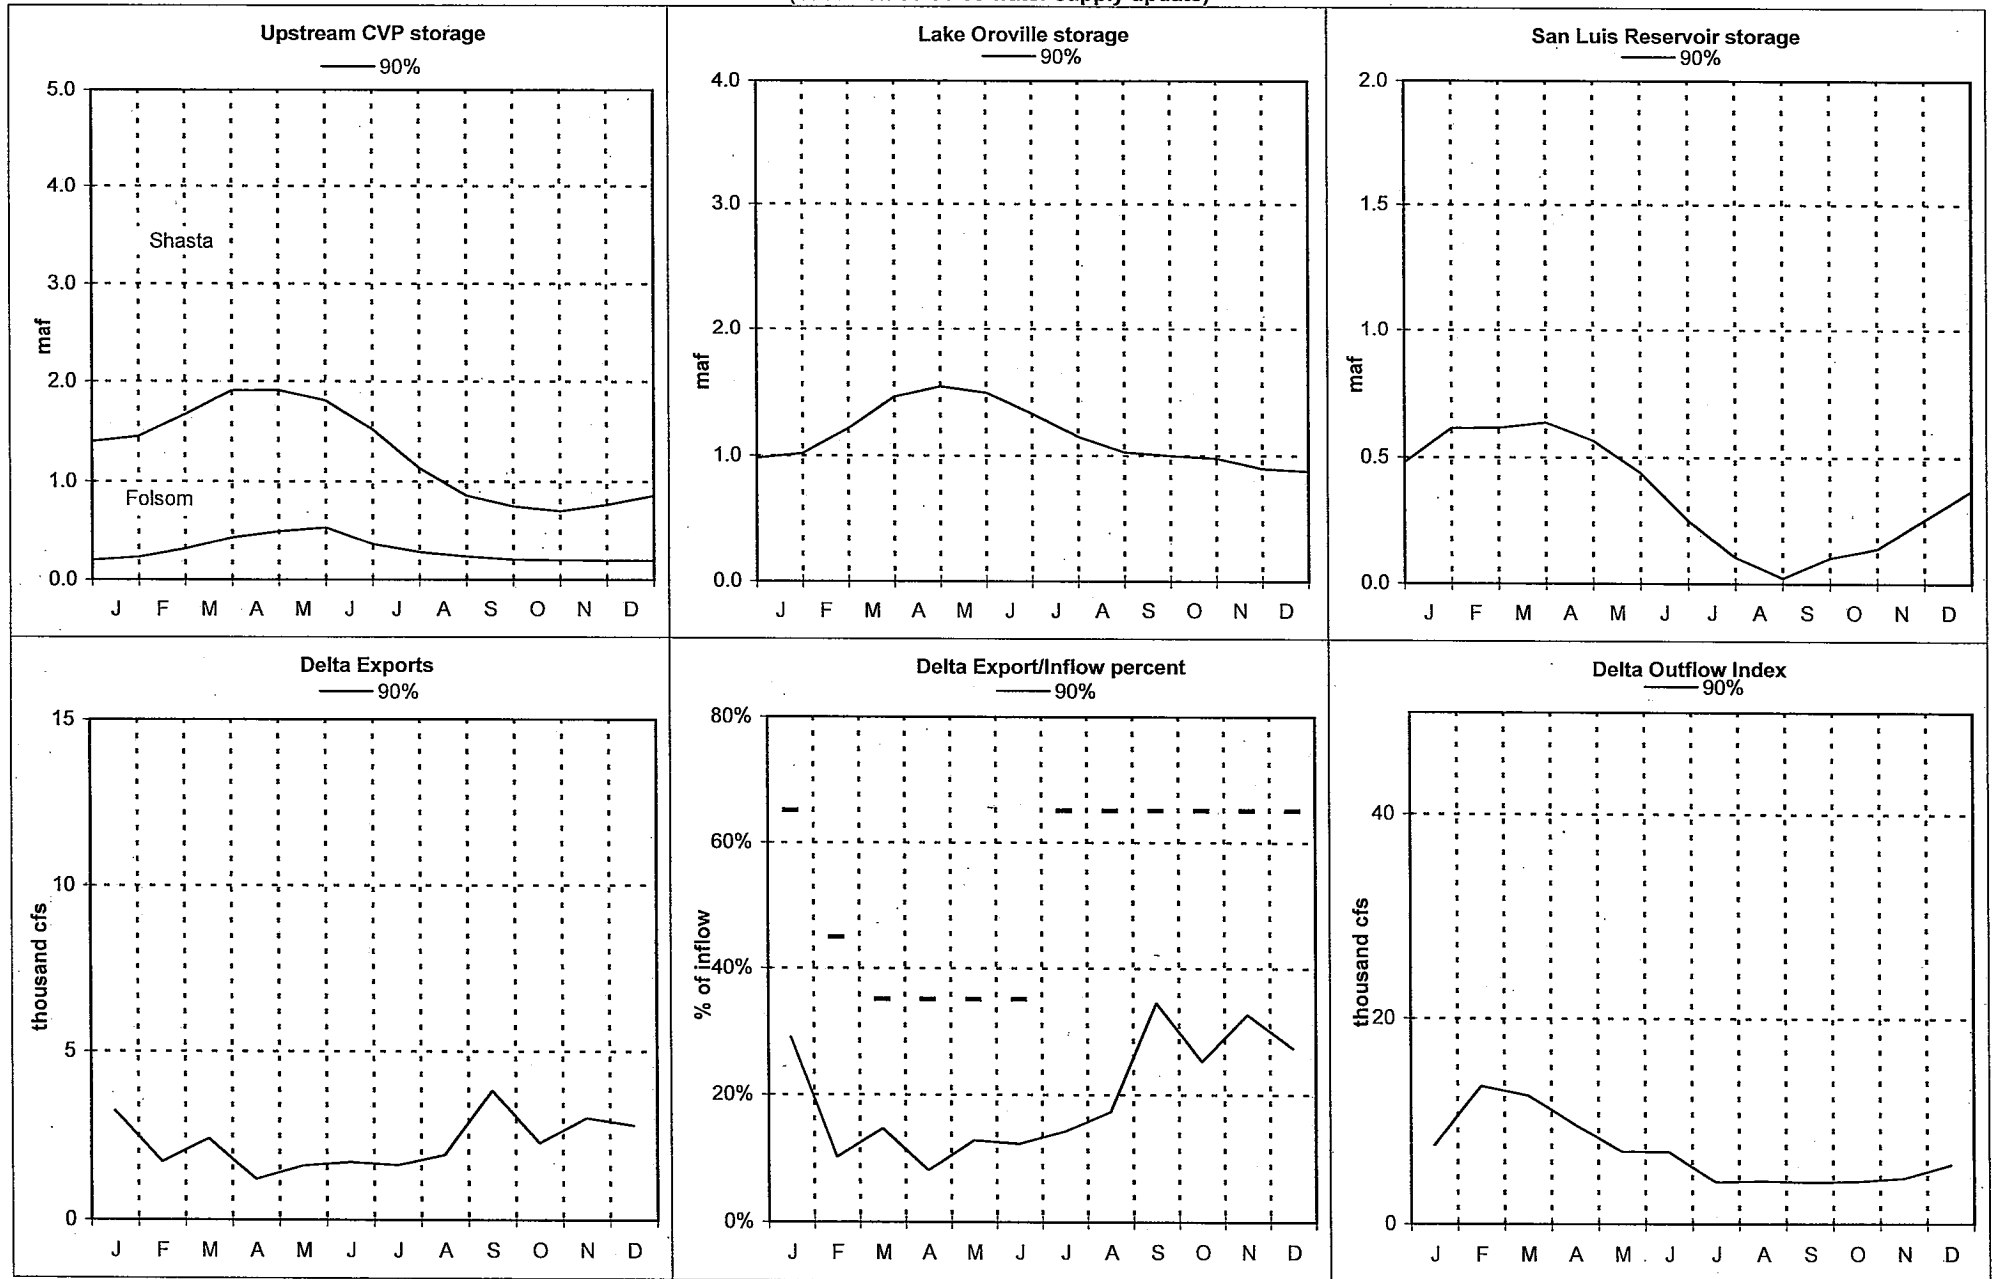 Upstream CVP storage
90%
5.0
4.0
3.0
2.0
1.0
0.0
maf
Shasta
Folsom
J F M A M J J A S O N D
Lake Oroville storage
90%
4.0
3.0
2.0
1.0
0.0
maf
J F M A M J J A S O N D
San Luis Reservoir storage
90%
2.0
1.5
1.0
0.5
0.0
maf
J F M A M J J A S O N D
Delta Exports
90%
15
10
5
0
thousand cfs
J F M A M J J A S O N D
Delta Export/Inflow percent
90%
80%
60%
40%
20%
0%
% of inflow
J F M A M J J A S O N D
Delta Outflow Index
90%
40
20
0
thousand cfs
J F M A M J J A S O N D